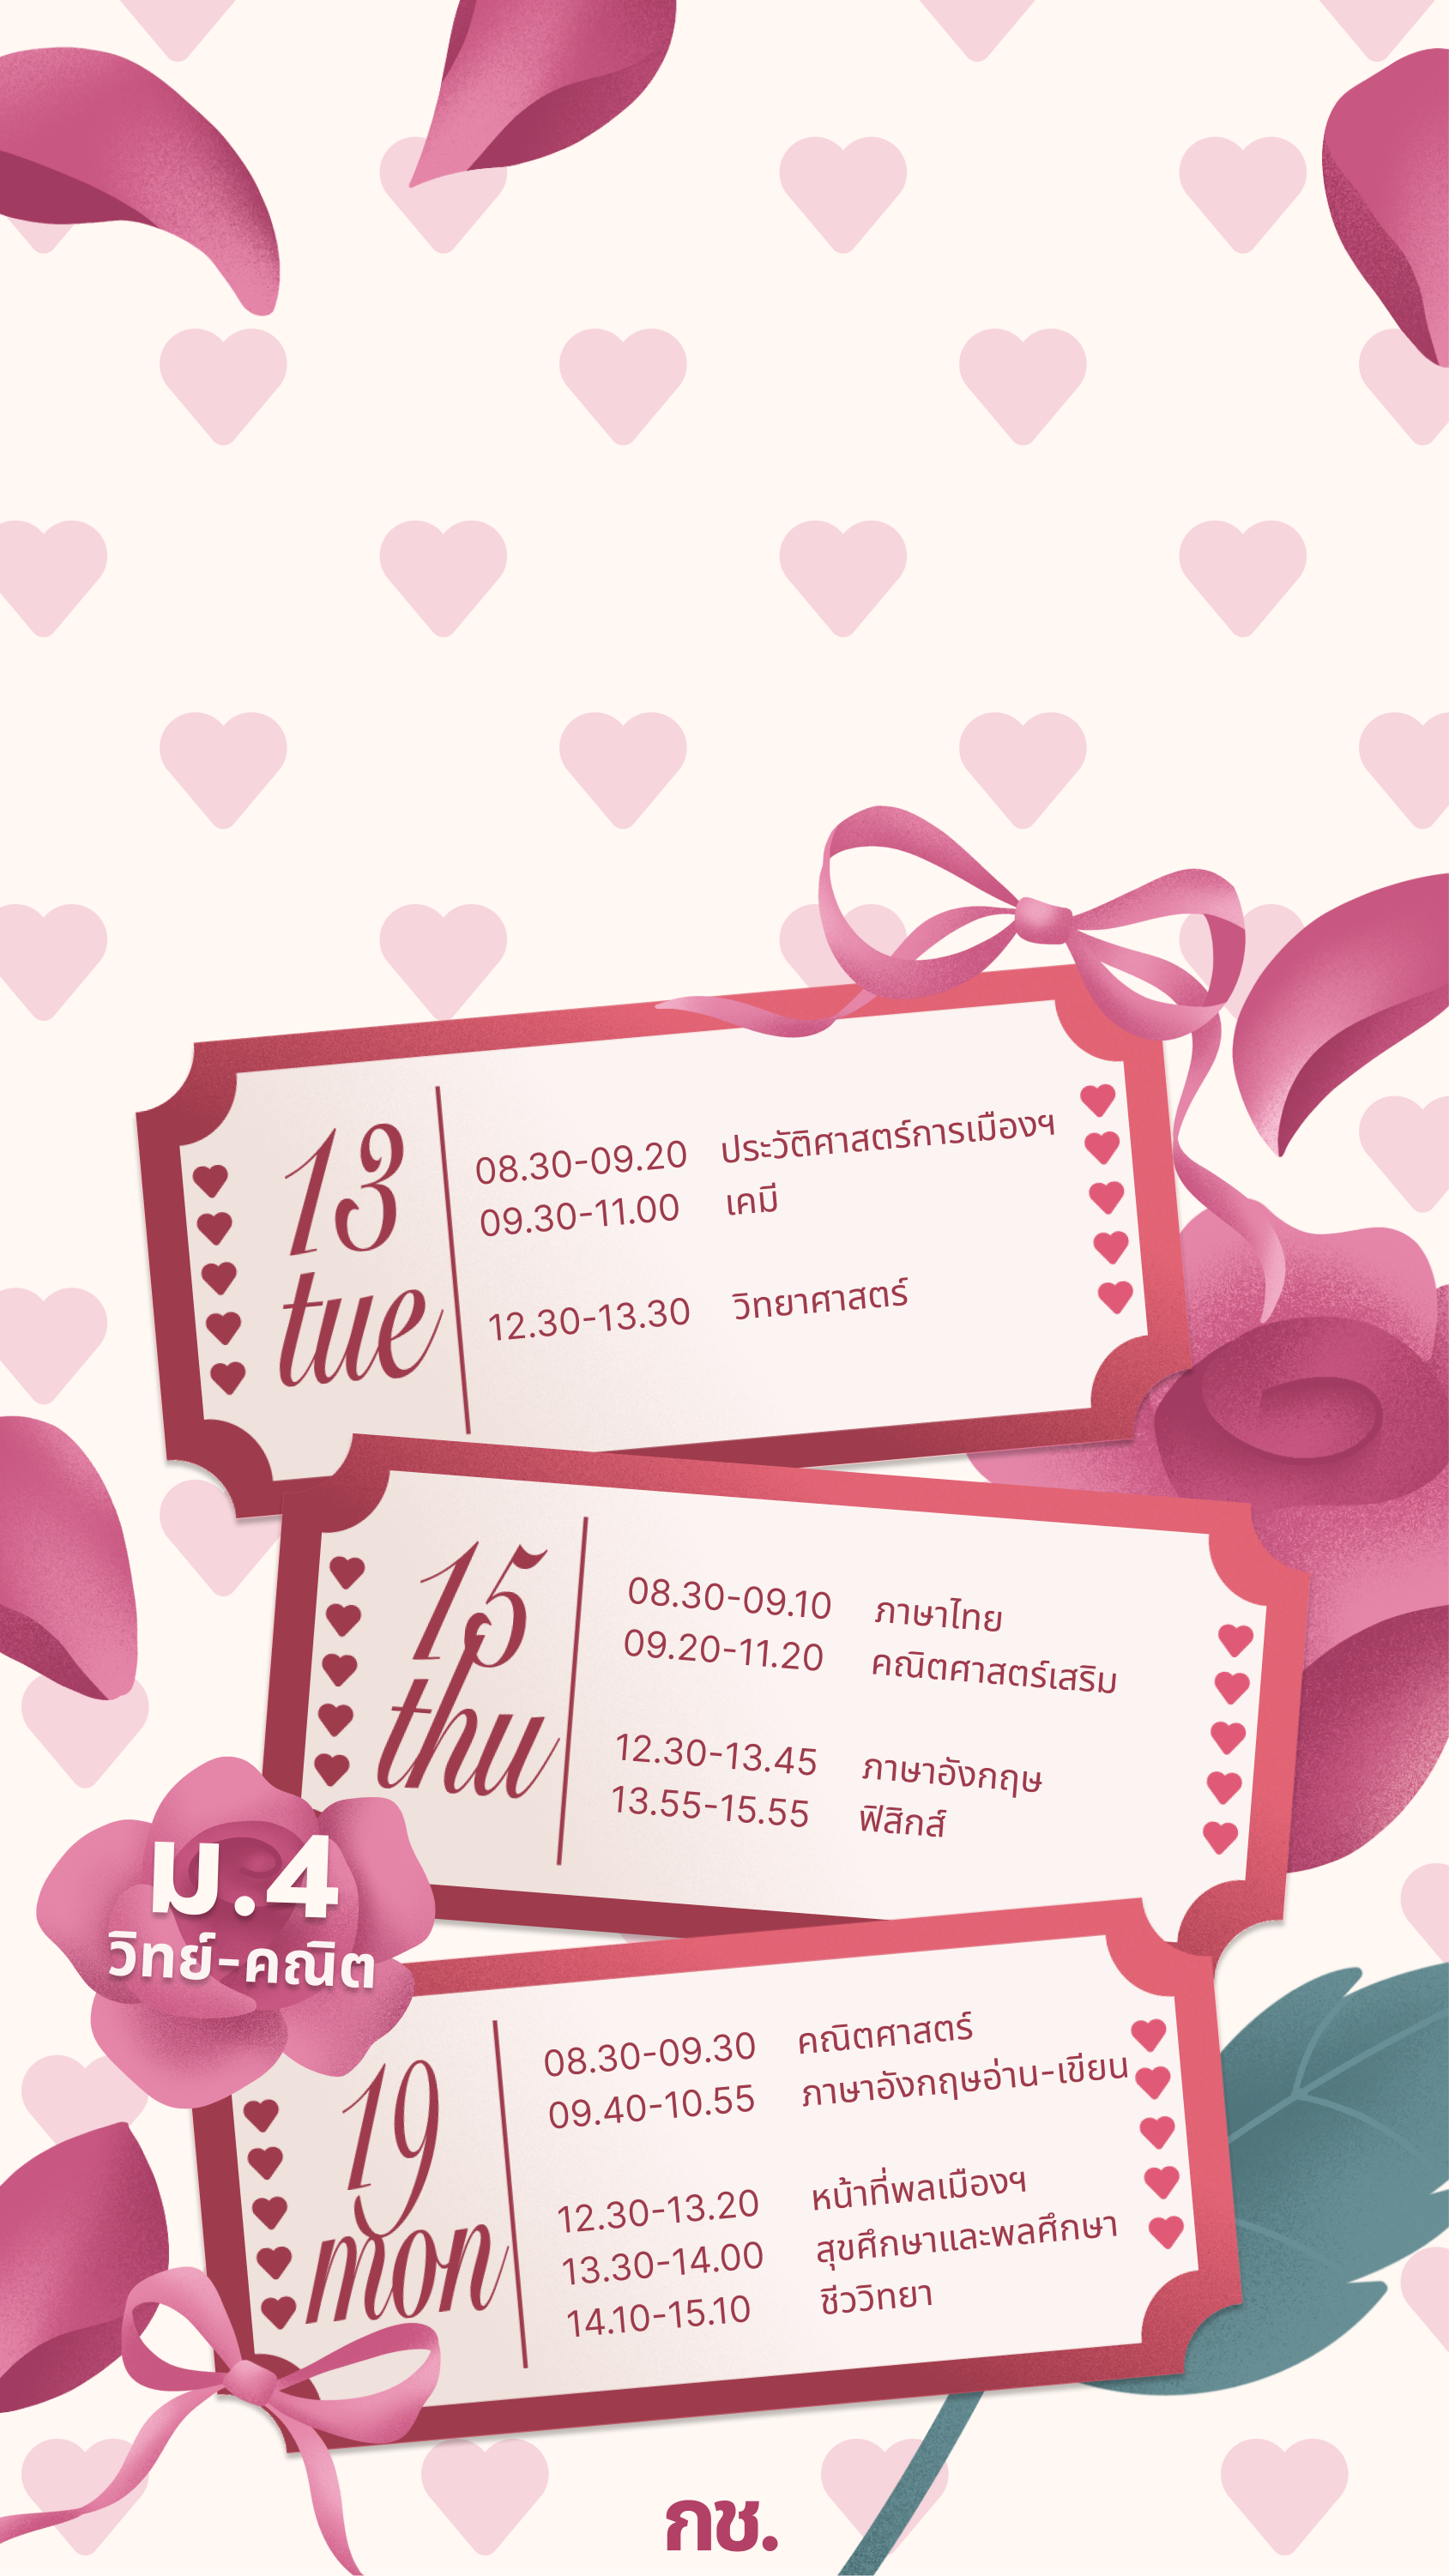 13
tue
08.30-09.20 ประวัติศาสตร์การเมืองฯ
09.30-11.00 เคมี
12.30-13.30 วิทยาศาสตร์
15
thu
08.30-09.10 ภาษาไทย
09.20-11.20 คณิตศาสตร์เสริม
12.30-13.45 ภาษาอังกฤษ
13.55-15.55 ฟิสิกส์
ม.4
วิทย์-คณิต
19
mon
08.30-09.30 คณิตศาสตร์
09.40-10.55 ภาษาอังกฤษอ่าน-เขียน
12.30-13.20 หน้าที่พลเมืองฯ
13.30-14.00 สุขศึกษาและพลศึกษา
14.10-15.10 ชีววิทยา
กช.